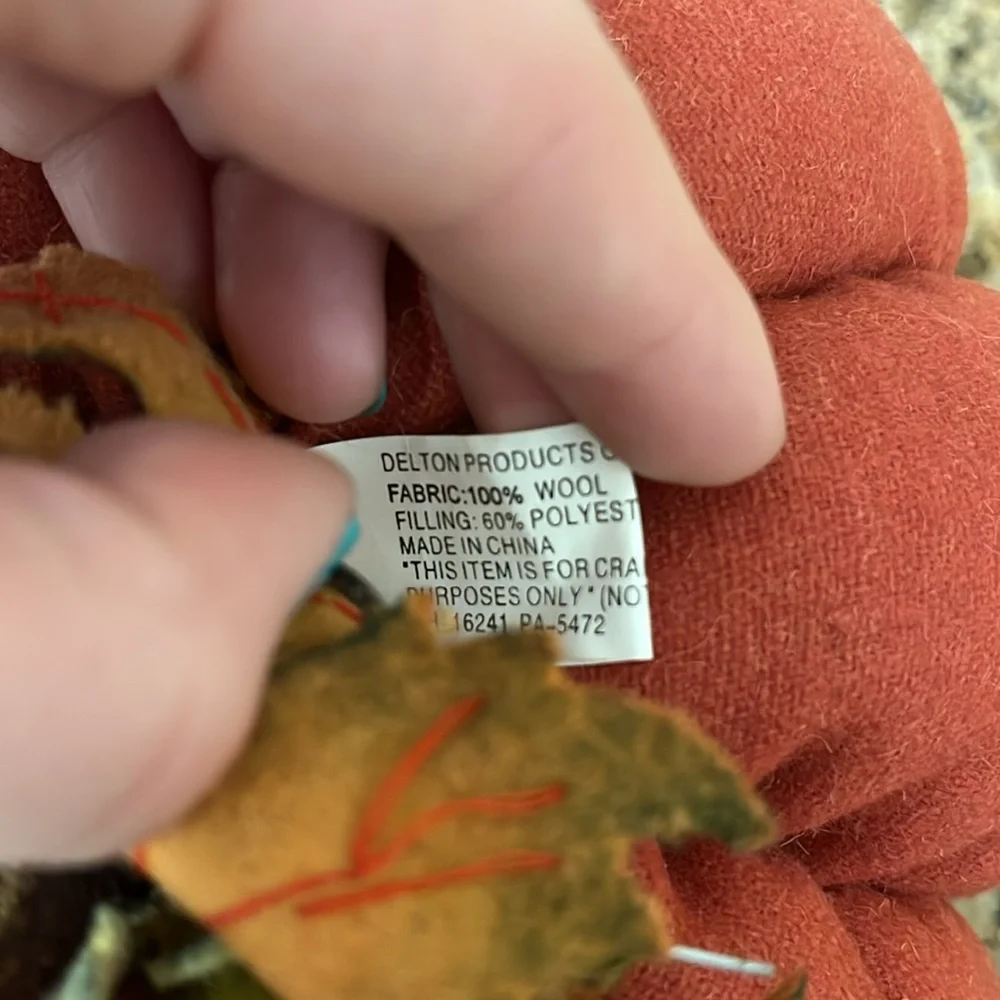 DELTON PRODUCTS
FABRIC:100% WOOL
FILLING: 60% POLYEST
MADE IN CHINA
"THIS ITEM IS FOR CRA
PURPOSES ONLY" (NO
16241 PA-5472